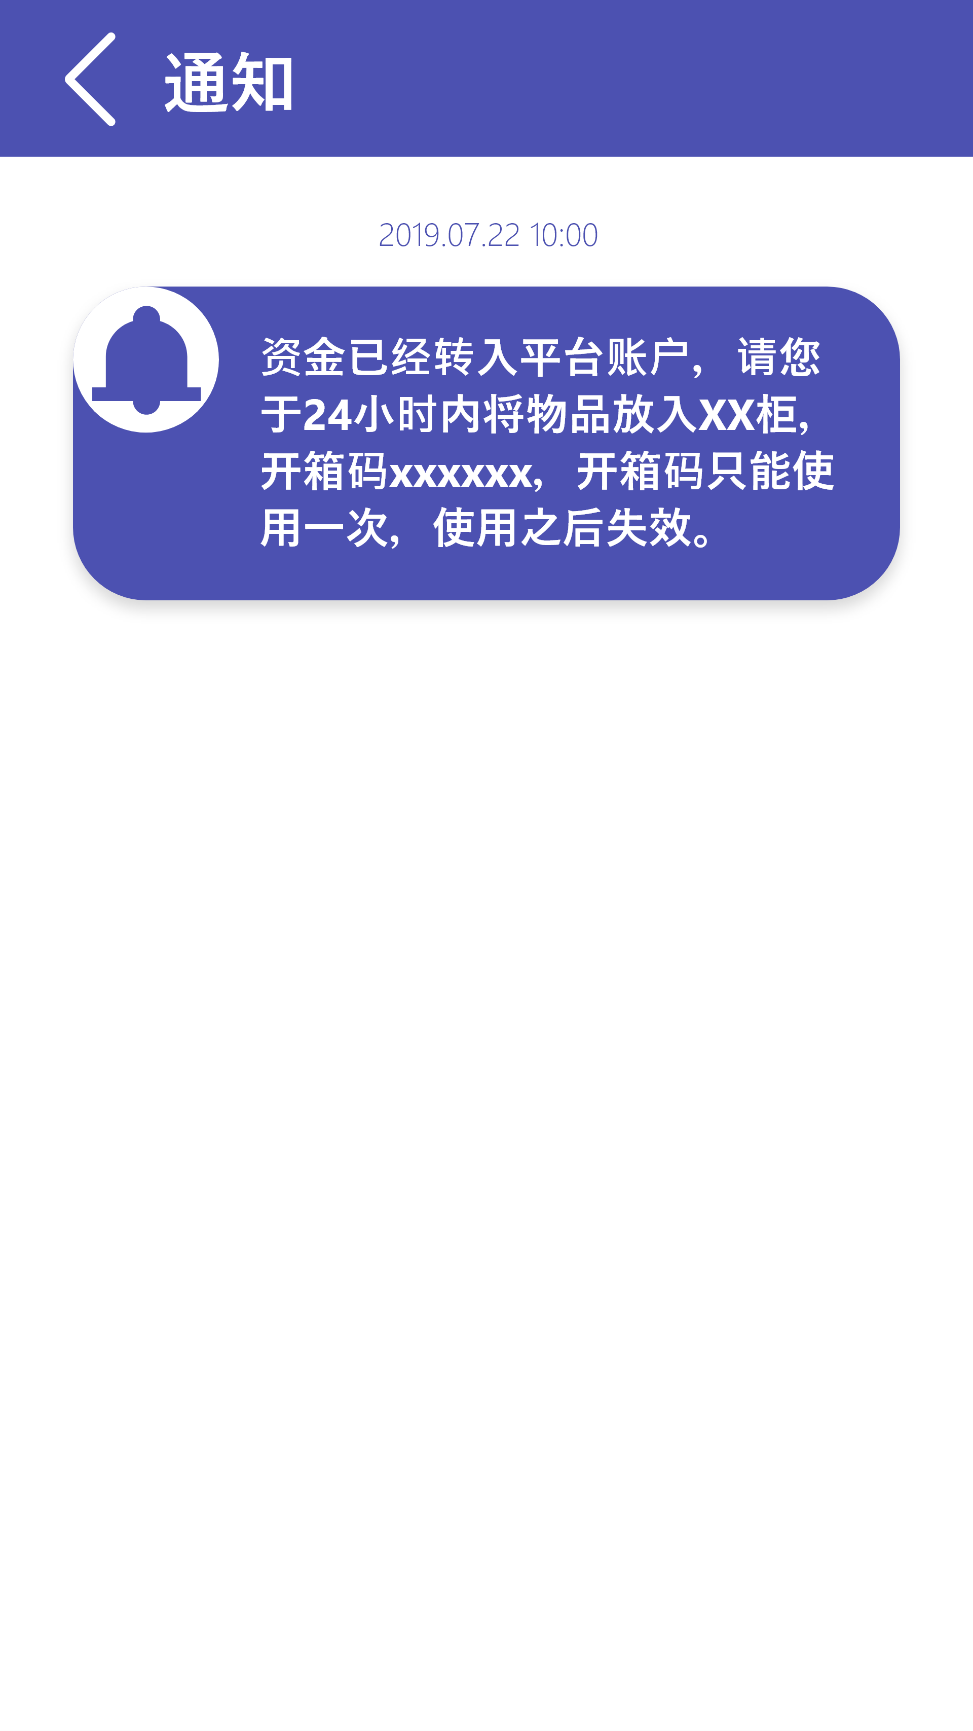 通知
2019.07.22 10:00
资金已经转入平台账户，请您
于24小时内将物品放入XX柜，
开箱码xxxxxx，开箱码只能使
用一次，使用之后失效。